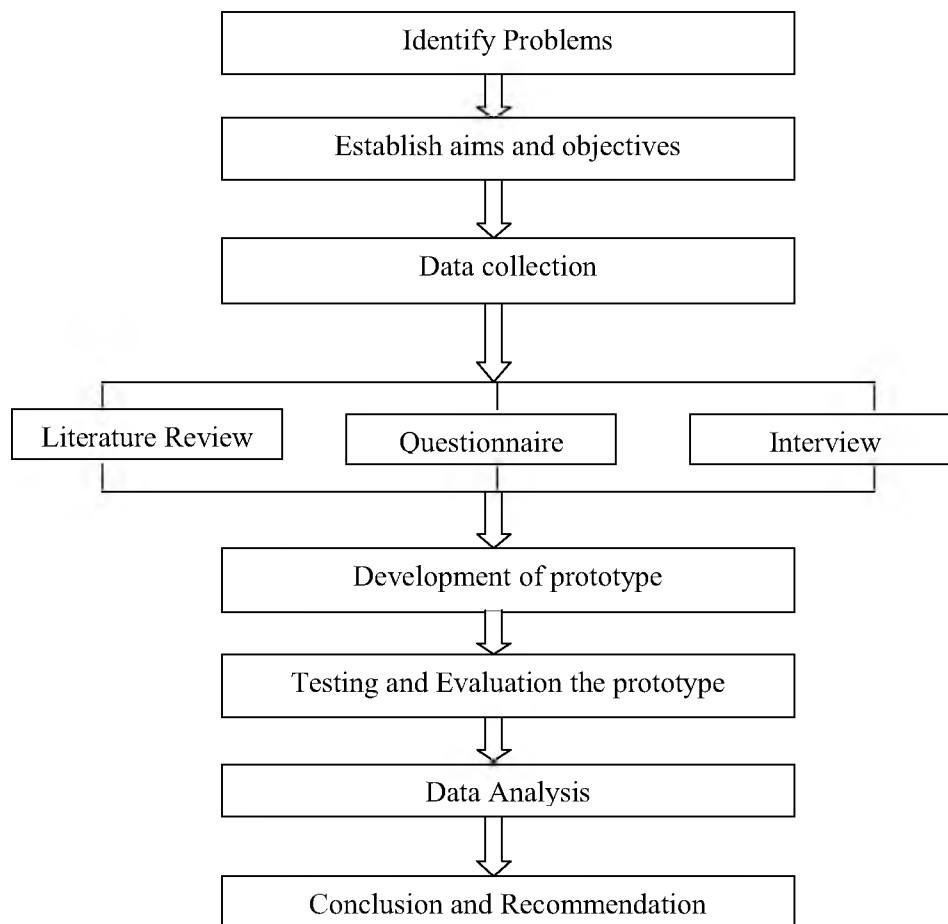 Identify Problems
Establish aims and objectives
Data collection
Literature Review
Questionnaire
Interview
Development of prototype
Testing and Evaluation the prototype
Data Analysis
Conclusion and Recommendation